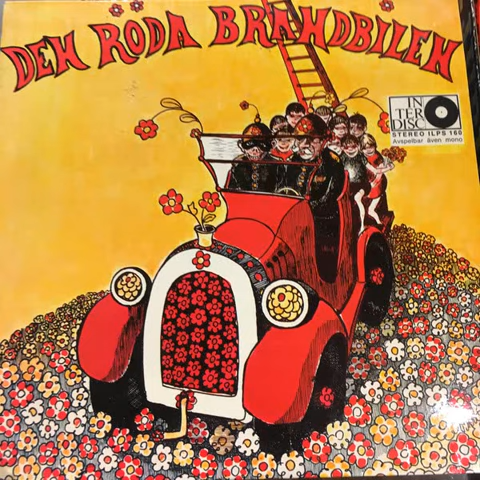 DEN RÖDA BRANDBILEN
IN
TER
DISC
STEREO ILPS 160
Avspelbar även mono